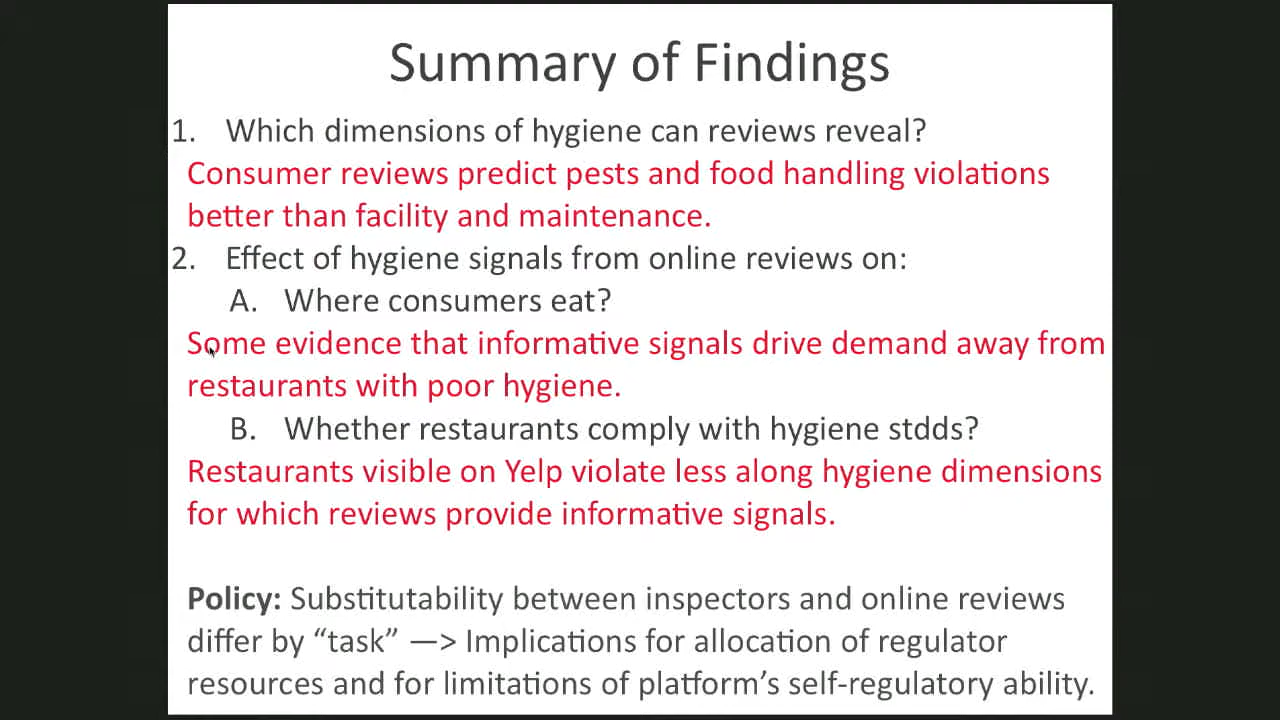 Summary of Findings
1. Which dimensions of hygiene can reviews reveal?
Consumer reviews predict pests and food handling violations
better than facility and maintenance.
2. Effect of hygiene signals from online reviews on:
A. Where consumers eat?
Some evidence that informative signals drive demand away from
restaurants with poor hygiene.
B. Whether restaurants comply with hygiene stdds?
Restaurants visible on Yelp violate less along hygiene dimensions
for which reviews provide informative signals.
Policy: Substitutability between inspectors and online reviews
differ by “task” —> Implications for allocation of regulator
resources and for limitations of platform’s self-regulatory ability.